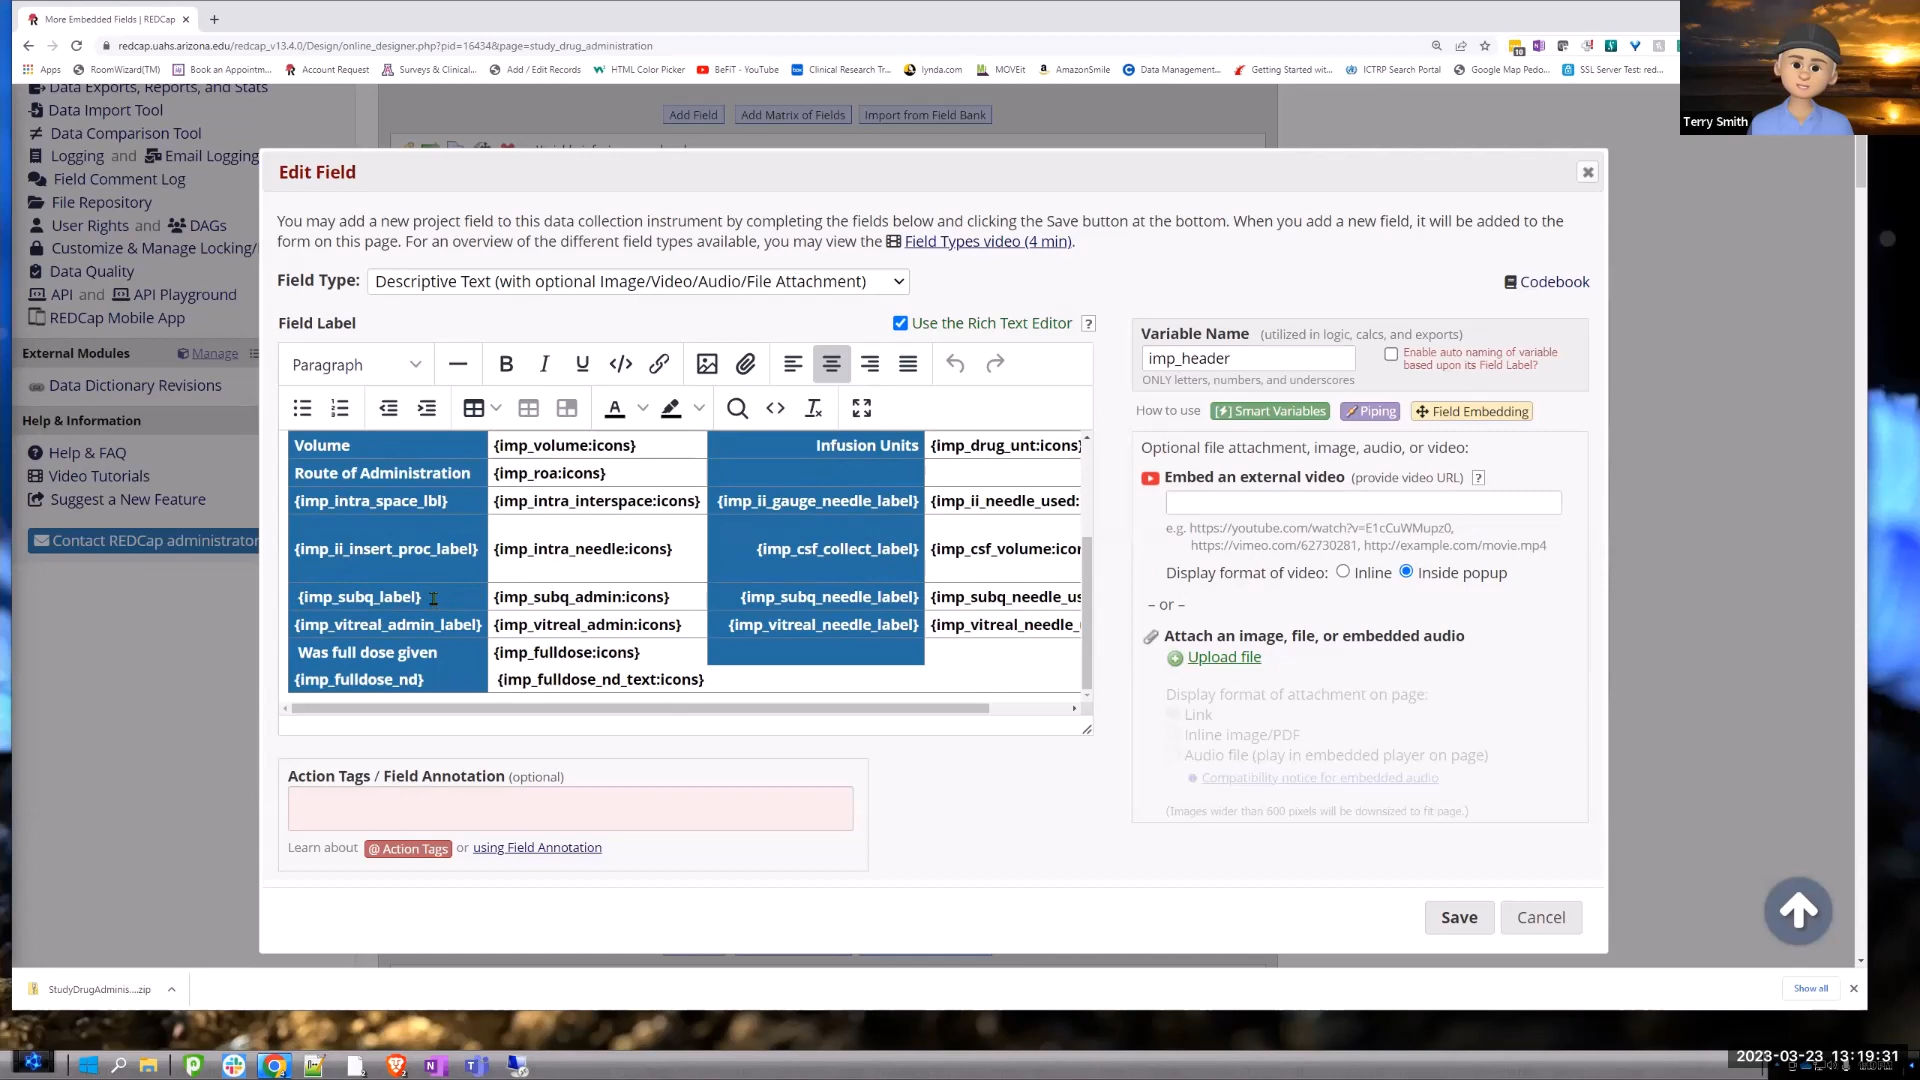 More Embedded Fields | REDCap
redcap.uahs.arizona.edu/redcap_v13.4.0/Design/online_designer.php?pid=16434&page=study_drug_administration
Apps RoomWizard(TM) Book an Appointm... Account Request Surveys & Clinical... Add / Edit Records HTML Color Picker BeFiT - YouTube Clinical Research Tr... lynda.com MOVEit AmazonSmile Data Management... Getting Started wit... ICTRP Search Portal Google Map Pedo... SSL Server Test: red...
Terry Smith
Data Exports, Reports, and Stats
Data Import Tool
Data Comparison Tool
Logging and Email Logging
Field Comment Log
File Repository
User Rights and DAGs
Customize & Manage Locking/
Data Quality
API and API Playground
REDCap Mobile App
External Modules Manage
Data Dictionary Revisions
Help & Information
Help & FAQ
Video Tutorials
Suggest a New Feature
Contact REDCap administrator
Add Field Add Matrix of Fields Import from Field Bank
Edit Field
You may add a new project field to this data collection instrument by completing the fields below and clicking the Save button at the bottom. When you add a new field, it will be added to the
form on this page. For an overview of the different field types available, you may view the Field Types video (4 min).
Field Type: Descriptive Text (with optional Image/Video/Audio/File Attachment)
Codebook
Field Label
Use the Rich Text Editor ?
Paragraph
Volume {imp_volume:icons} Infusion Units {imp_drug_unt:icons}
Route of Administration {imp_roa:icons}
{imp_intra_space_lbl} {imp_intra_interspace:icons} {imp_ii_gauge_needle_label} {imp_ii_needle_used:
{imp_ii_insert_proc_label} {imp_intra_needle:icons} {imp_csf_collect_label} {imp_csf_volume:icon
{imp_subq_label} {imp_subq_admin:icons} {imp_subq_needle_label} {imp_subq_needle_us
{imp_vitreal_admin_label} {imp_vitreal_admin:icons} {imp_vitreal_needle_label} {imp_vitreal_needle_
Was full dose given {imp_fulldose:icons}
{imp_fulldose_nd} {imp_fulldose_nd_text:icons}
Action Tags / Field Annotation (optional)
Learn about @ Action Tags or using Field Annotation
Variable Name (utilized in logic, calcs, and exports)
imp_header
Enable auto naming of variable
based upon its Field Label?
ONLY letters, numbers, and underscores
How to use Smart Variables Piping Field Embedding
Optional file attachment, image, audio, or video:
Embed an external video (provide video URL) ?
e.g. https://youtube.com/watch?v=E1cCuWMupz0,
https://vimeo.com/62730281, http://example.com/movie.mp4
Display format of video: Inline Inside popup
– or –
Attach an image, file, or embedded audio
Upload file
Display format of attachment on page:
Link
Inline image/PDF
Audio file (play in embedded player on page)
Compatibility notice for embedded audio
(Images wider than 600 pixels will be downsized to fit page.)
Save Cancel
StudyDrugAdminis....zip
Show all
2023-03-23 13:19:31